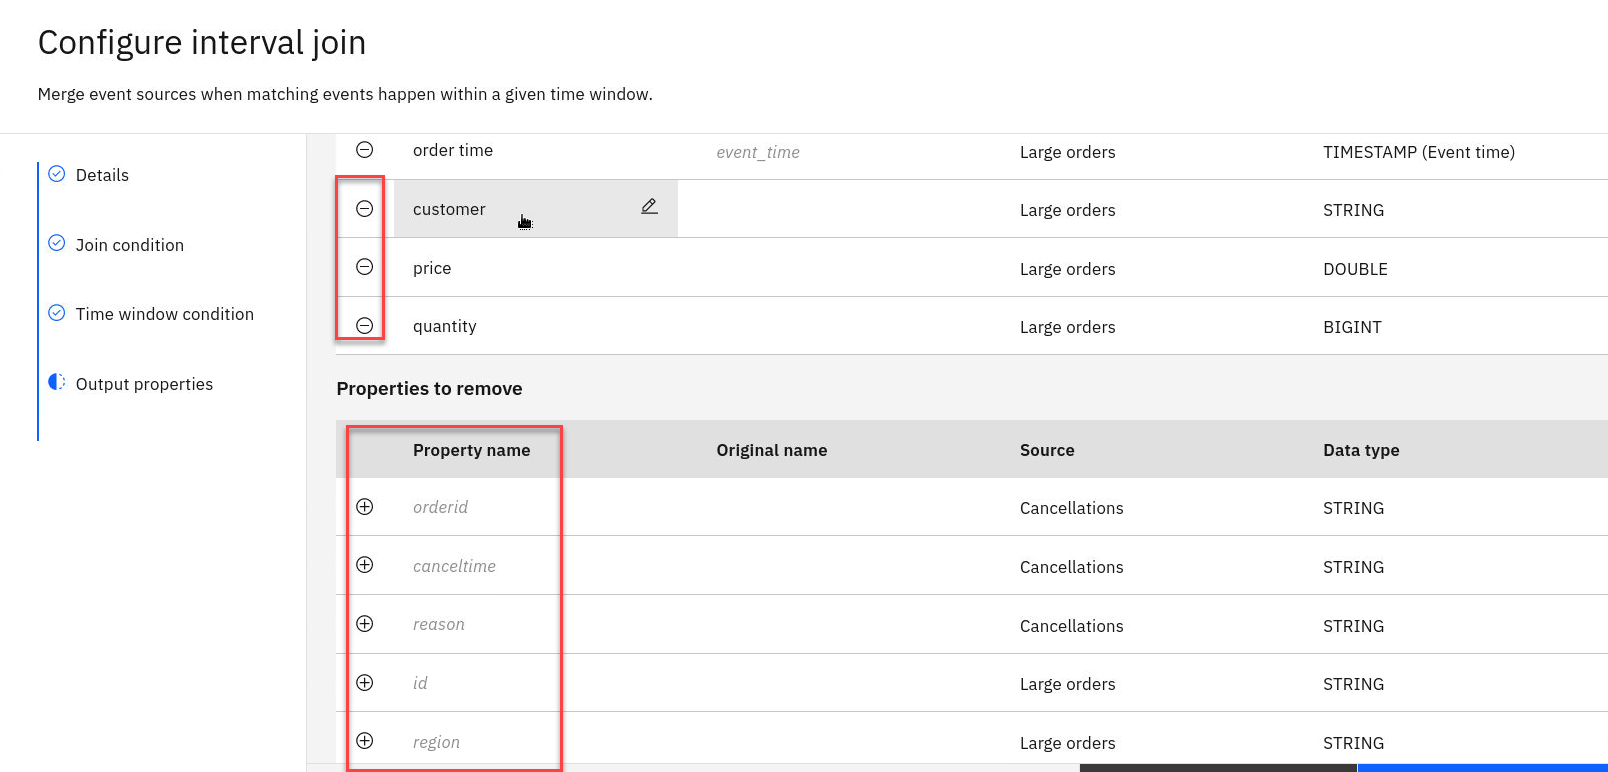 Configure interval join
Merge event sources when matching events happen within a given time window.
Details
Join condition
Time window condition
Output properties
order time event_time Large orders TIMESTAMP (Event time)
customer Large orders STRING
price Large orders DOUBLE
quantity Large orders BIGINT
Properties to remove
Property name Original name Source Data type
orderid Cancellations STRING
canceltime Cancellations STRING
reason Cancellations STRING
id Large orders STRING
region Large orders STRING